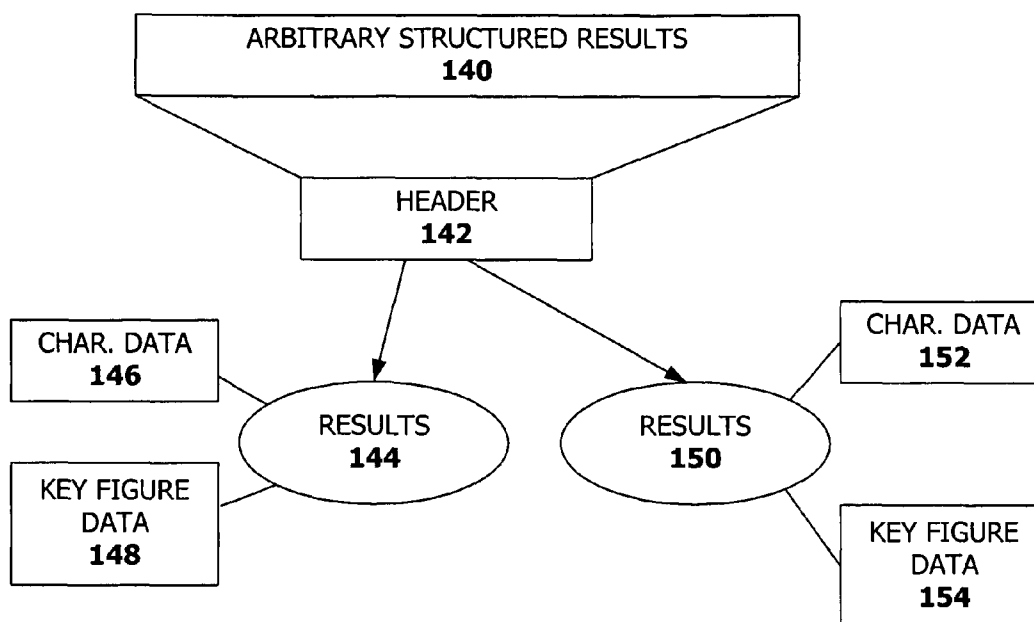 ARBITRARY STRUCTURED RESULTS
140
HEADER
142
CHAR. DATA
146
KEY FIGURE
DATA
148
RESULTS
144
RESULTS
150
CHAR. DATA
152
KEY FIGURE
DATA
154